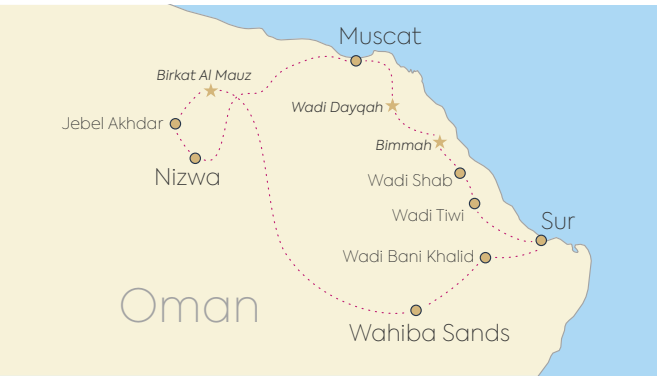 Muscat
Birkat Al Mauz
Wadi Dayqah
Jebel Akhdar
Bimmah
Nizwa
Wadi Shab
Wadi Tiwi
Sur
Wadi Bani Khalid
Oman
Wahiba Sands